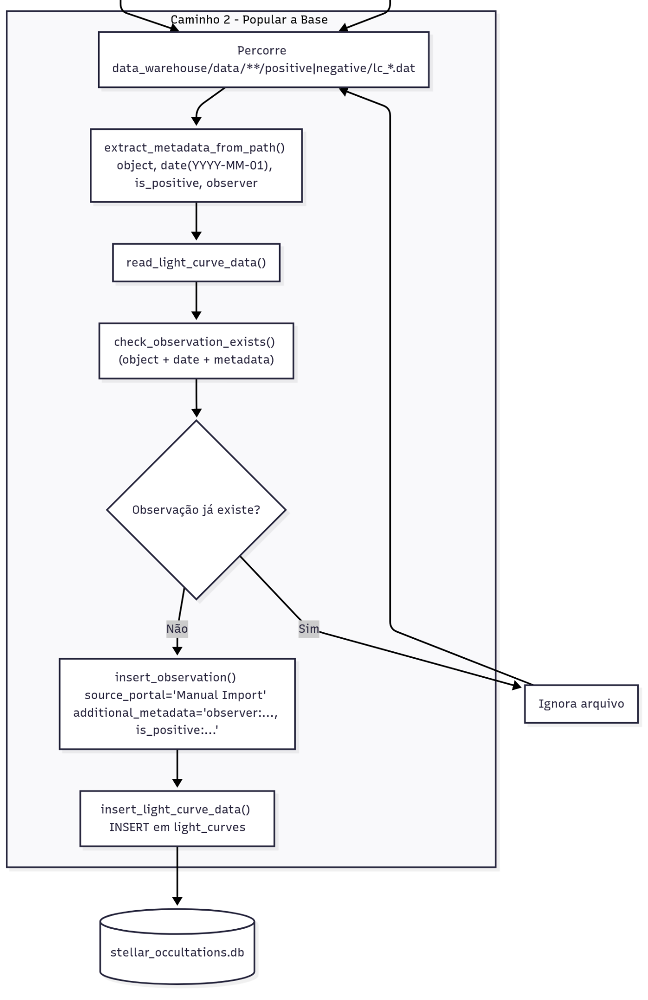 Caminho 2 - Popular a Base
Percorre
data_warehouse/data/**/positive|negative/lc_*.dat
extract_metadata_from_path()
object, date(YYYY-MM-01),
is_positive, observer
read_light_curve_data()
check_observation_exists()
(object + date + metadata)
Observação já existe?
Não
Sim
insert_observation()
source_portal='Manual Import'
additional_metadata='observer:...,
is_positive:...'
Ignora arquivo
insert_light_curve_data()
INSERT em light_curves
stellar_occultations.db